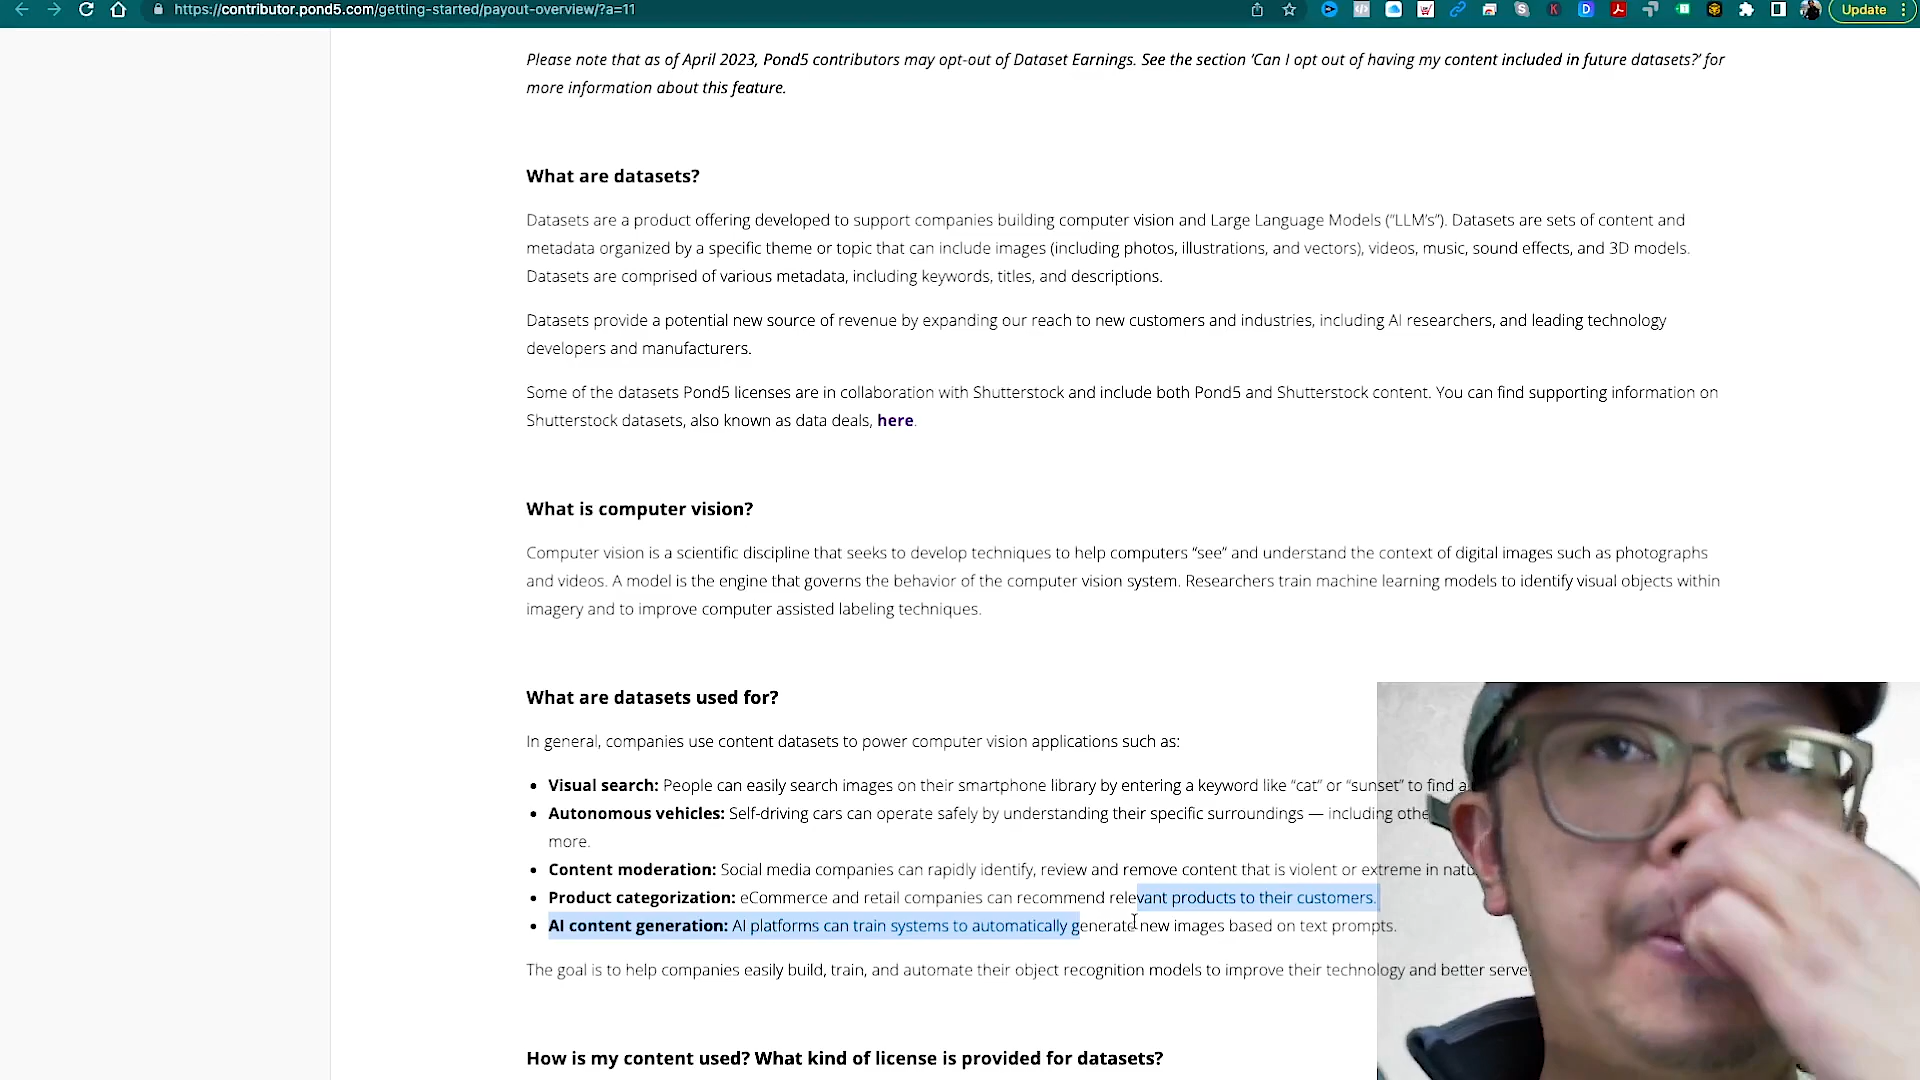 https://contributor.pond5.com/getting-started/payout-overview/?a=11
Update
Please note that as of April 2023, Pond5 contributors may opt-out of Dataset Earnings. See the section ‘Can I opt out of having my content included in future datasets?’ for
more information about this feature.
What are datasets?
Datasets are a product offering developed to support companies building computer vision and Large Language Models (“LLM’s”). Datasets are sets of content and
metadata organized by a specific theme or topic that can include images (including photos, illustrations, and vectors), videos, music, sound effects, and 3D models.
Datasets are comprised of various metadata, including keywords, titles, and descriptions.
Datasets provide a potential new source of revenue by expanding our reach to new customers and industries, including AI researchers, and leading technology
developers and manufacturers.
Some of the datasets Pond5 licenses are in collaboration with Shutterstock and include both Pond5 and Shutterstock content. You can find supporting information on
Shutterstock datasets, also known as data deals, here.
What is computer vision?
Computer vision is a scientific discipline that seeks to develop techniques to help computers “see” and understand the context of digital images such as photographs
and videos. A model is the engine that governs the behavior of the computer vision system. Researchers train machine learning models to identify visual objects within
imagery and to improve computer assisted labeling techniques.
What are datasets used for?
In general, companies use content datasets to power computer vision applications such as:
• Visual search: People can easily search images on their smartphone library by entering a keyword like “cat” or “sunset” to find a
• Autonomous vehicles: Self-driving cars can operate safely by understanding their specific surroundings — including othe
more.
• Content moderation: Social media companies can rapidly identify, review and remove content that is violent or extreme in natu
• Product categorization: eCommerce and retail companies can recommend relevant products to their customers.
• AI content generation: AI platforms can train systems to automatically generate new images based on text prompts.
The goal is to help companies easily build, train, and automate their object recognition models to improve their technology and better serve
How is my content used? What kind of license is provided for datasets?